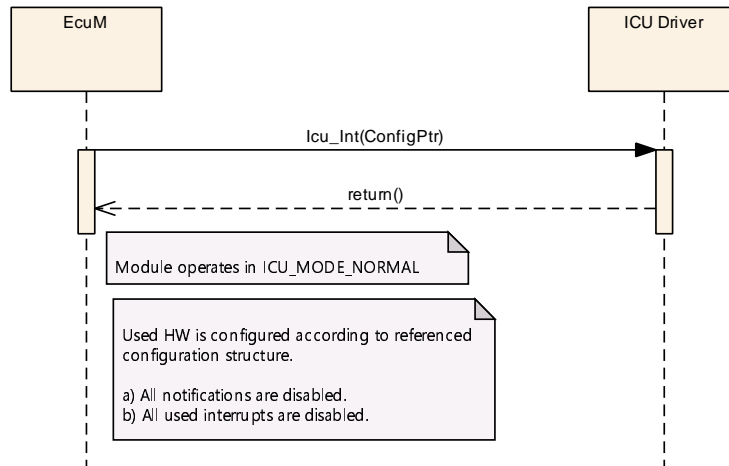 EcuM
ICU Driver
Icu_Int(ConfigPtr)
return()
Module operates in ICU_MODE_NORMAL
Used HW is configured according to referenced
configuration structure.
a) All notifications are disabled.
b) All used interrupts are disabled.